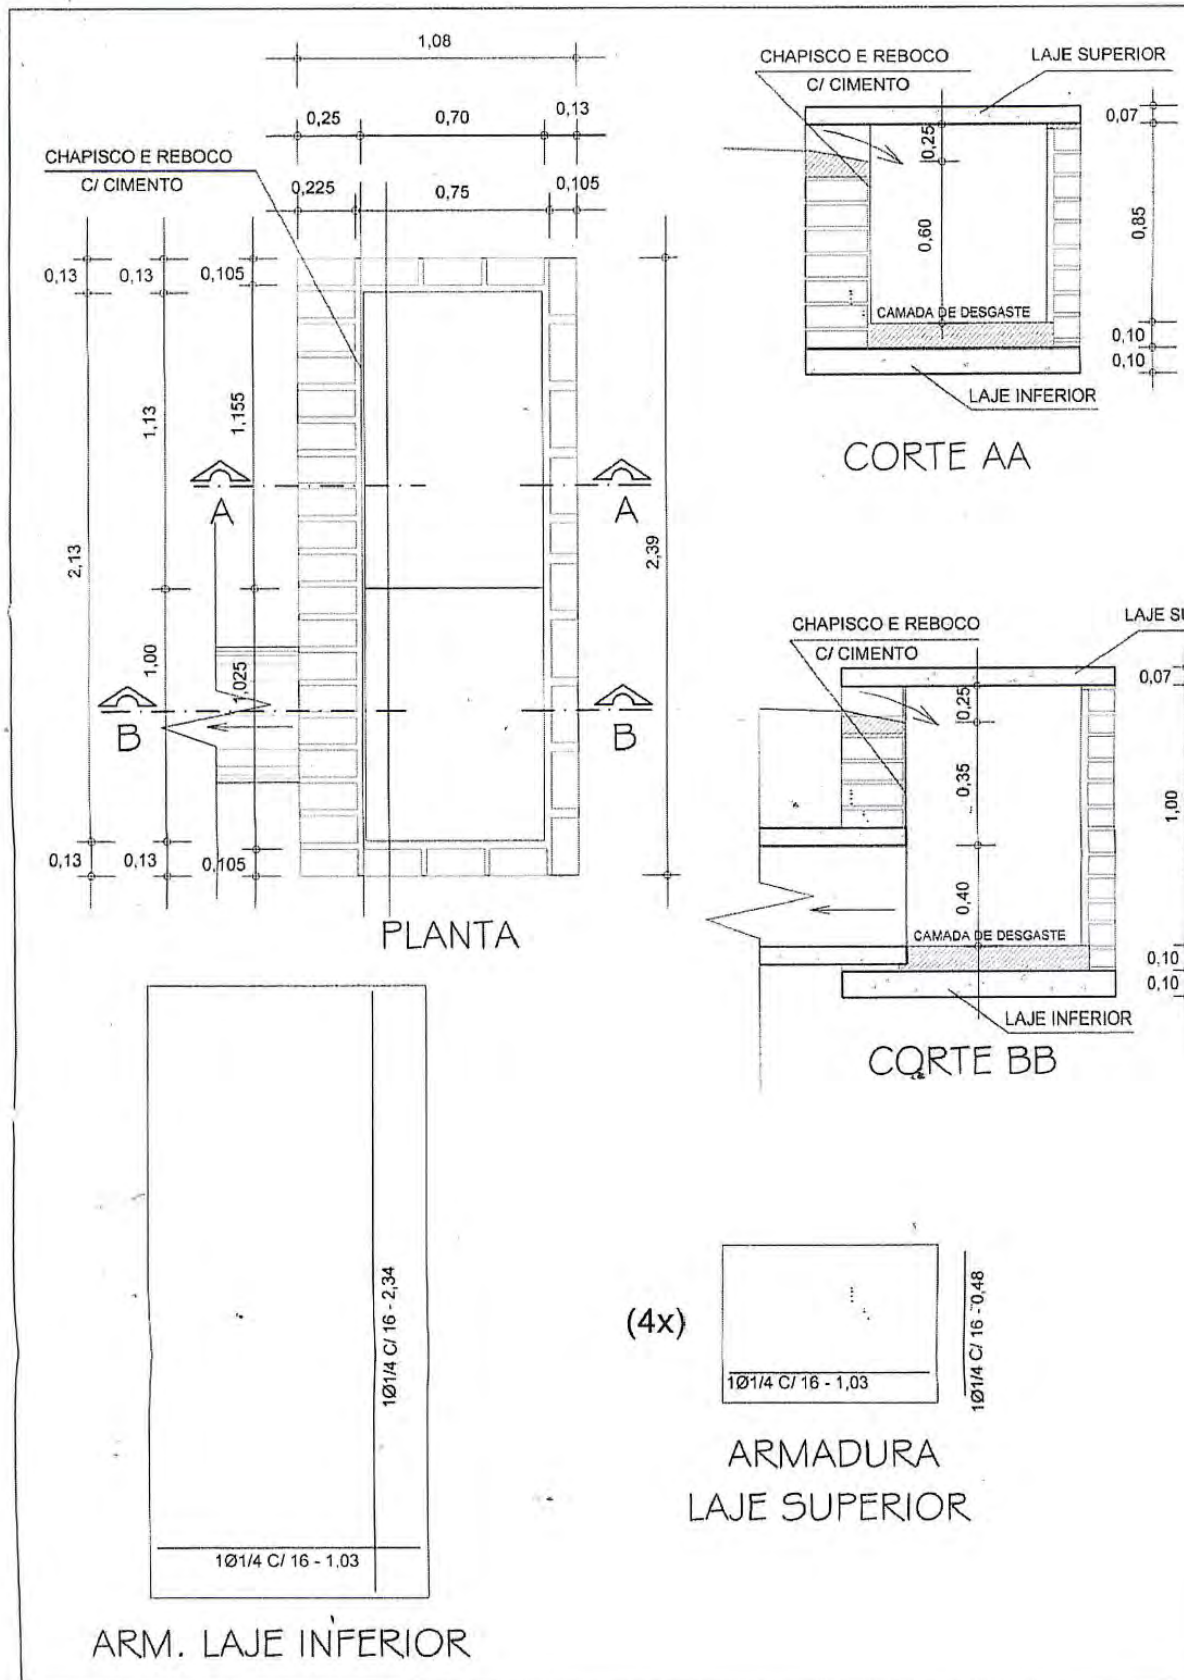 1,08
0,25 0,70 0,13
CHAPISCO E REBOCO
C/ CIMENTO
0,225 0,75 0,105
0,13 0,13 0,105
1,13
1,155
A A
2,13
2,39
1,00
1,025
B B
0,13 0,13 0,105
PLANTA
CHAPISCO E REBOCO
C/ CIMENTO
LAJE SUPERIOR
0,07
0,25
0,60
0,85
CAMADA DE DESGASTE
0,10
0,10
LAJE INFERIOR
CORTE AA
CHAPISCO E REBOCO
C/ CIMENTO
LAJE SU
0,07
0,25
0,35
1,00
0,40
CAMADA DE DESGASTE
0,10
0,10
LAJE INFERIOR
CORTE BB
1Ø1/4 C/ 16 - 2,34
1Ø1/4 C/ 16 - 1,03
ARM. LAJE INFERIOR
(4x)
1Ø1/4 C/ 16 - 1,03
1Ø1/4 C/ 16 - 0,48
ARMADURA
LAJE SUPERIOR